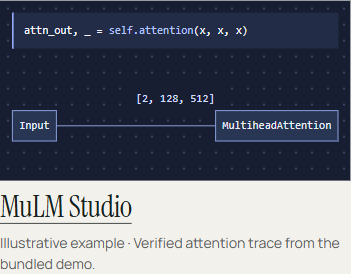 attn_out, _ = self.attention(x, x, x)
[2, 128, 512]
Input
MultiheadAttention
MuLM Studio
Illustrative example · Verified attention trace from the
bundled demo.